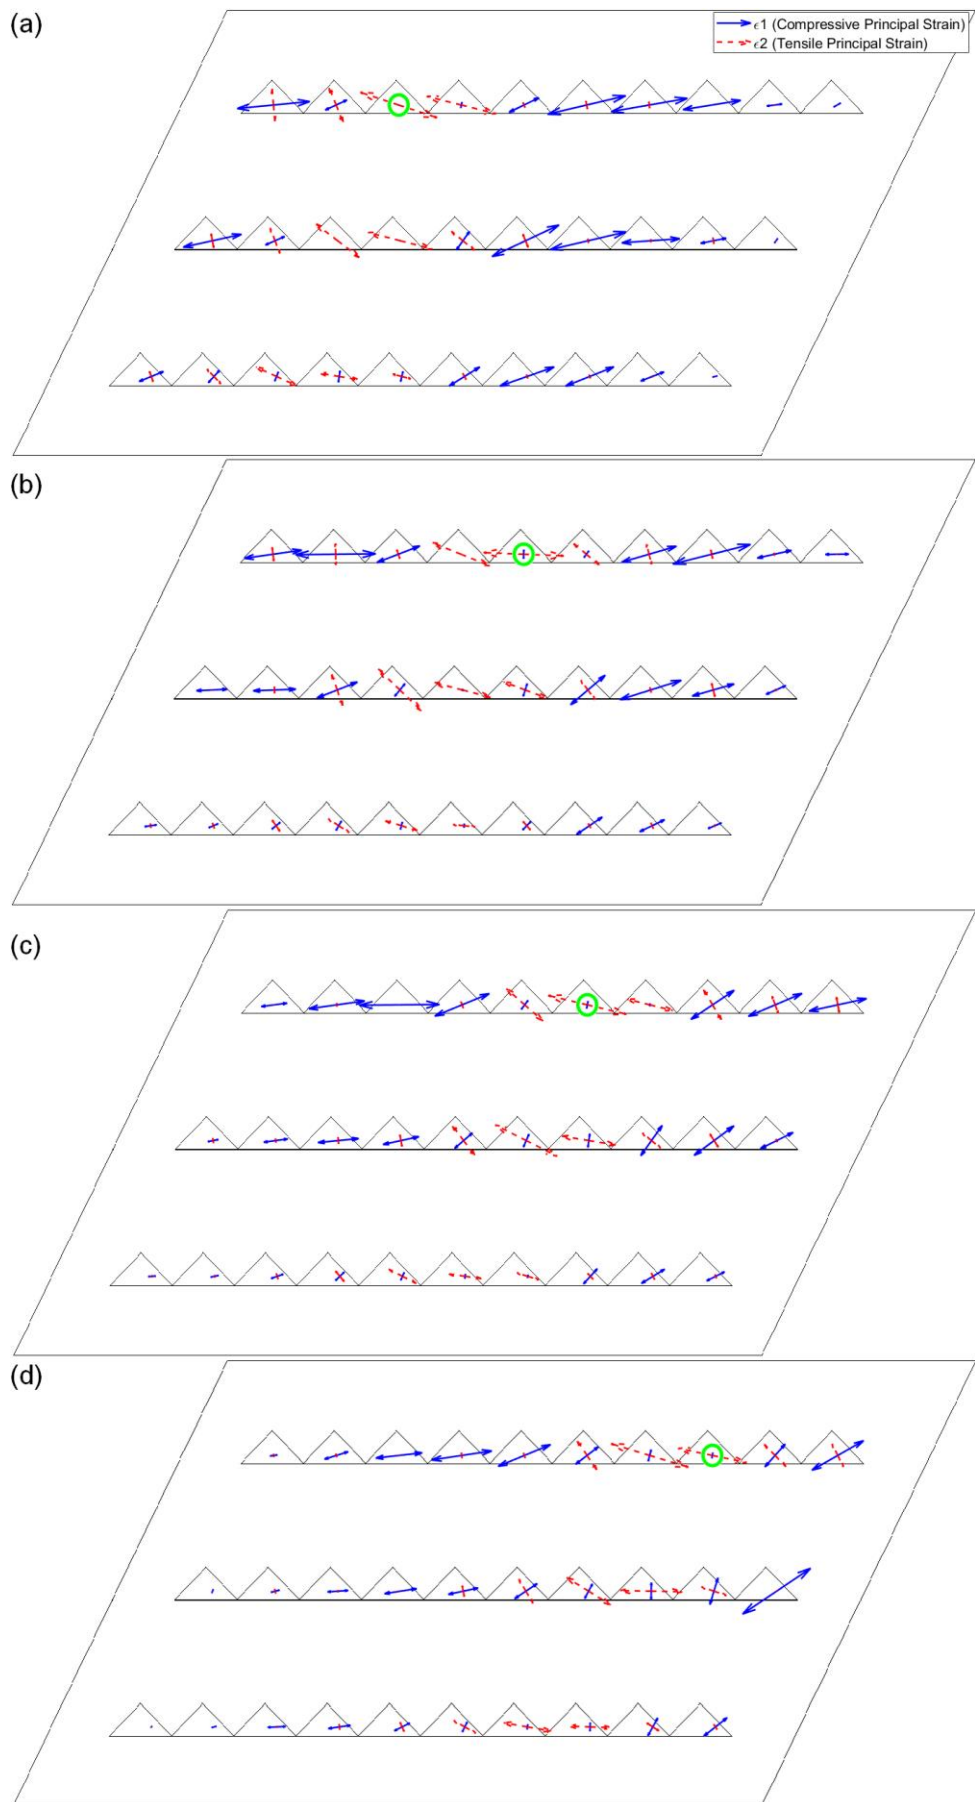 (a)
ϵ1 (Compressive Principal Strain)
ϵ2 (Tensile Principal Strain)
(b)
(c)
(d)